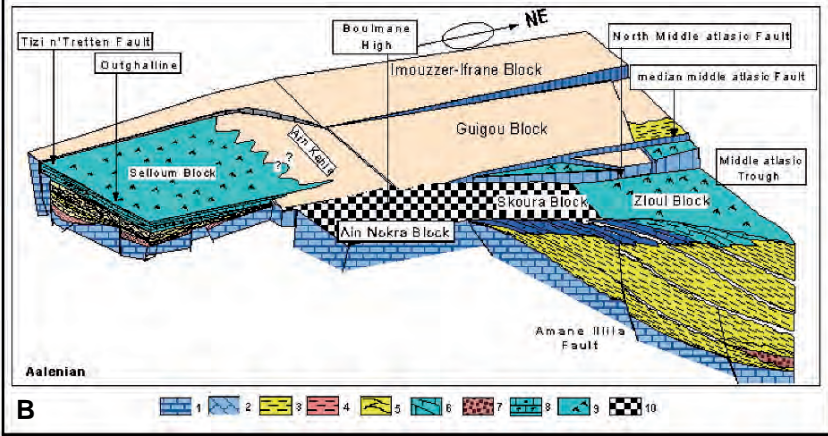 Tizi n'Tretten Fault
Outghalline
Boulmane
High
NE
North Middle atlasic Fault
median middle atlasic Fault
Imouzzer-Ifrane Block
Guigou Block
Ain Kahla
? ?
Selloum Block
Middle atlasic
Trough
Skoura Block
Zloul Block
Ain Nokra Block
Amane Illila
Fault
Aalenian
B
1 2 3 4 5 6 7 8 9 10